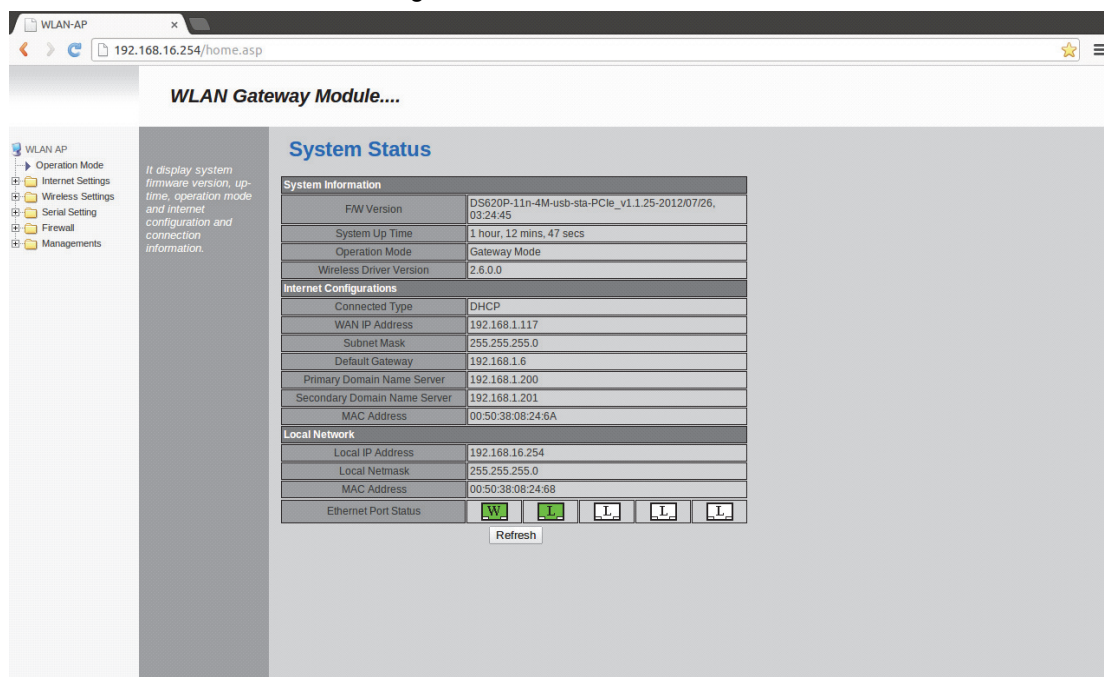 WLAN-AP
192.168.16.254/home.asp
WLAN Gateway Module....
WLAN AP
Operation Mode
Internet Settings
Wireless Settings
Serial Setting
Firewall
Managements
It display system
firmware version, up-
time, operation mode
and internet
configuration and
connection
information.
System Status
System Information
F/W Version DS620P-11n-4M-usb-sta-PCIe_v1.1.25-2012/07/26,
03:24:45
System Up Time 1 hour, 12 mins, 47 secs
Operation Mode Gateway Mode
Wireless Driver Version 2.6.0.0
Internet Configurations
Connected Type DHCP
WAN IP Address 192.168.1.117
Subnet Mask 255.255.255.0
Default Gateway 192.168.1.6
Primary Domain Name Server 192.168.1.200
Secondary Domain Name Server 192.168.1.201
MAC Address 00:50:38:08:24:6A
Local Network
Local IP Address 192.168.16.254
Local Netmask 255.255.255.0
MAC Address 00:50:38:08:24:68
Ethernet Port Status W L L L L
Refresh